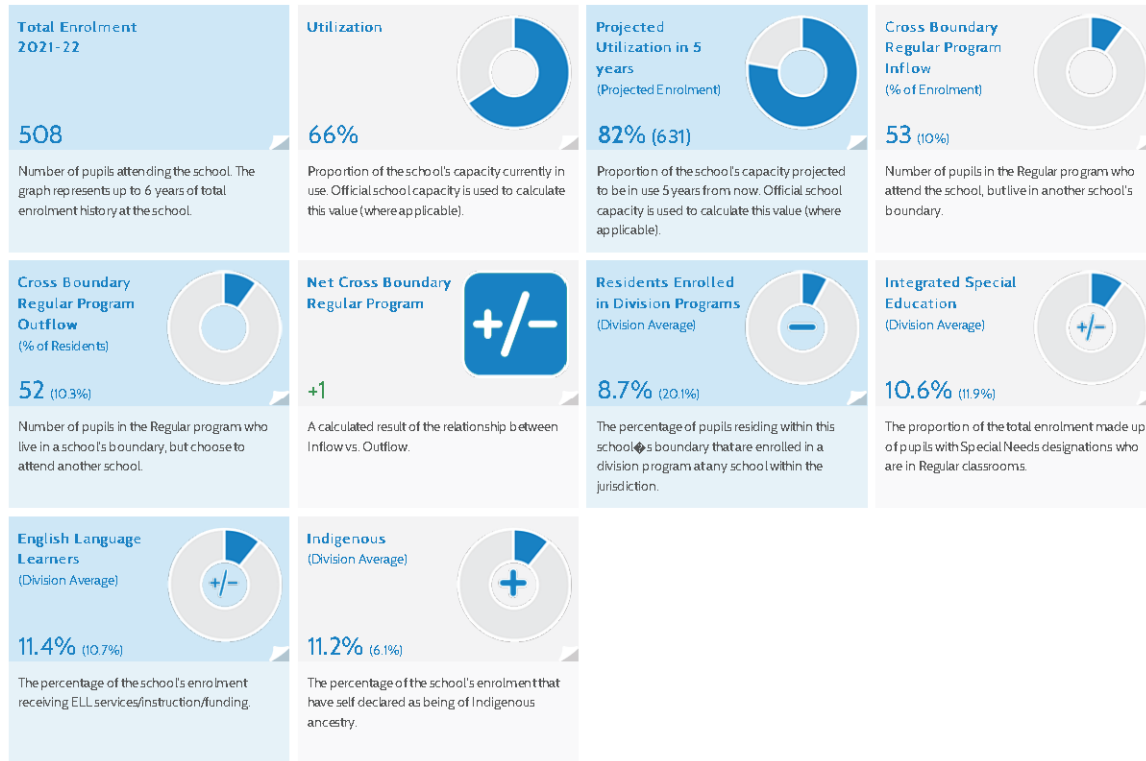 Total Enrolment
2021-22
508
Number of pupils attending the school. The
graph represents up to 6 years of total
enrolment history at the school.
Utilization
66%
Proportion of the school's capacity currently in
use. Official school capacity is used to calculate
this value (where applicable).
Projected
Utilization in 5
years
(Projected Enrolment)
82% (631)
Proportion of the school's capacity projected
to be in use 5 years from now. Official school
capacity is used to calculate this value (where
applicable).
Cross Boundary
Regular Program
Inflow
(% of Enrolment)
53 (10%)
Number of pupils in the Regular program who
attend the school, but live in another school's
boundary.
Cross Boundary
Regular Program
Outflow
(% of Residents)
52 (10.3%)
Number of pupils in the Regular program who
live in a school's boundary, but choose to
attend another school.
Net Cross Boundary
Regular Program
+/-
+1
A calculated result of the relationship between
Inflow vs. Outflow.
Residents Enrolled
in Division Programs
(Division Average)
−
8.7% (20.1%)
The percentage of pupils residing within this
school�s boundary that are enrolled in a
division program at any school within the
jurisdiction.
Integrated Special
Education
(Division Average)
+/-
10.6% (11.9%)
The proportion of the total enrolment made up
of pupils with Special Needs designations who
are in Regular classrooms.
English Language
Learners
(Division Average)
+/-
11.4% (10.7%)
The percentage of the school's enrolment
receiving ELL services/instruction/funding.
Indigenous
(Division Average)
+
11.2% (6.1%)
The percentage of the school's enrolment that
have self declared as being of Indigenous
ancestry.